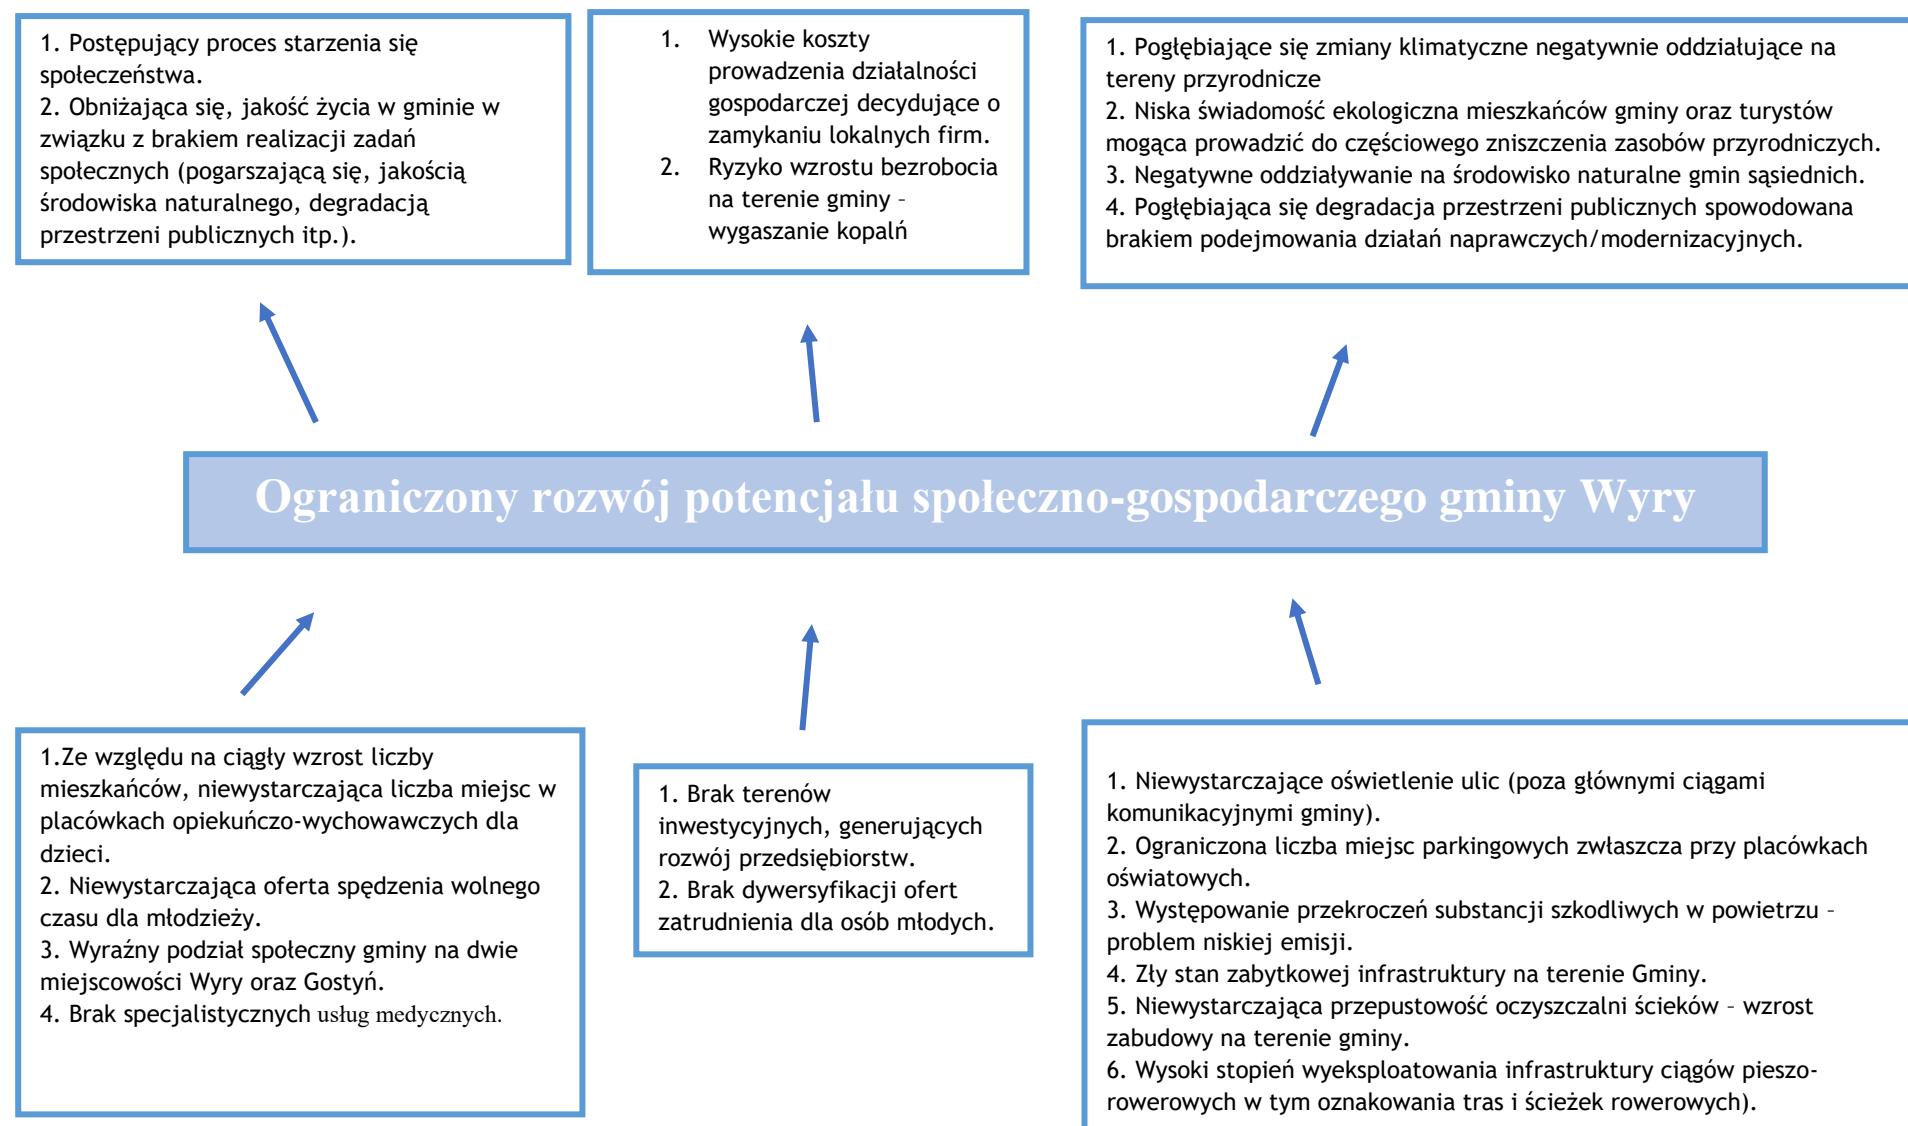 1. Postępujący proces starzenia się
społeczeństwa.
2. Obniżająca się, jakość życia w gminie w
związku z brakiem realizacji zadań
społecznych (pogarszającą się, jakością
środowiska naturalnego, degradacją
przestrzeni publicznych itp.).
1. Wysokie koszty
prowadzenia działalności
gospodarczej decydujące o
zamykaniu lokalnych firm.
2. Ryzyko wzrostu bezrobocia
na terenie gminy –
wygaszanie kopalń
1. Pogłębiające się zmiany klimatyczne negatywnie oddziałujące na
tereny przyrodnicze
2. Niska świadomość ekologiczna mieszkańców gminy oraz turystów
mogąca prowadzić do częściowego zniszczenia zasobów przyrodniczych.
3. Negatywne oddziaływanie na środowisko naturalne gmin sąsiednich.
4. Pogłębiająca się degradacja przestrzeni publicznych spowodowana
brakiem podejmowania działań naprawczych/modernizacyjnych.
Ograniczony rozwój potencjału społeczno-gospodarczego gminy Wyry
1.Ze względu na ciągły wzrost liczby
mieszkańców, niewystarczająca liczba miejsc w
placówkach opiekuńczo-wychowawczych dla
dzieci.
2. Niewystarczająca oferta spędzenia wolnego
czasu dla młodzieży.
3. Wyraźny podział społeczny gminy na dwie
miejscowości Wyry oraz Gostyń.
4. Brak specjalistycznych usług medycznych.
1. Brak terenów
inwestycyjnych, generujących
rozwój przedsiębiorstw.
2. Brak dywersyfikacji ofert
zatrudnienia dla osób młodych.
1. Niewystarczające oświetlenie ulic (poza głównymi ciągami
komunikacyjnymi gminy).
2. Ograniczona liczba miejsc parkingowych zwłaszcza przy placówkach
oświatowych.
3. Występowanie przekroczeń substancji szkodliwych w powietrzu –
problem niskiej emisji.
4. Zły stan zabytkowej infrastruktury na terenie Gminy.
5. Niewystarczająca przepustowość oczyszczalni ścieków – wzrost
zabudowy na terenie gminy.
6. Wysoki stopień wyeksploatowania infrastruktury ciągów pieszo-
rowerowych w tym oznakowania tras i ścieżek rowerowych).